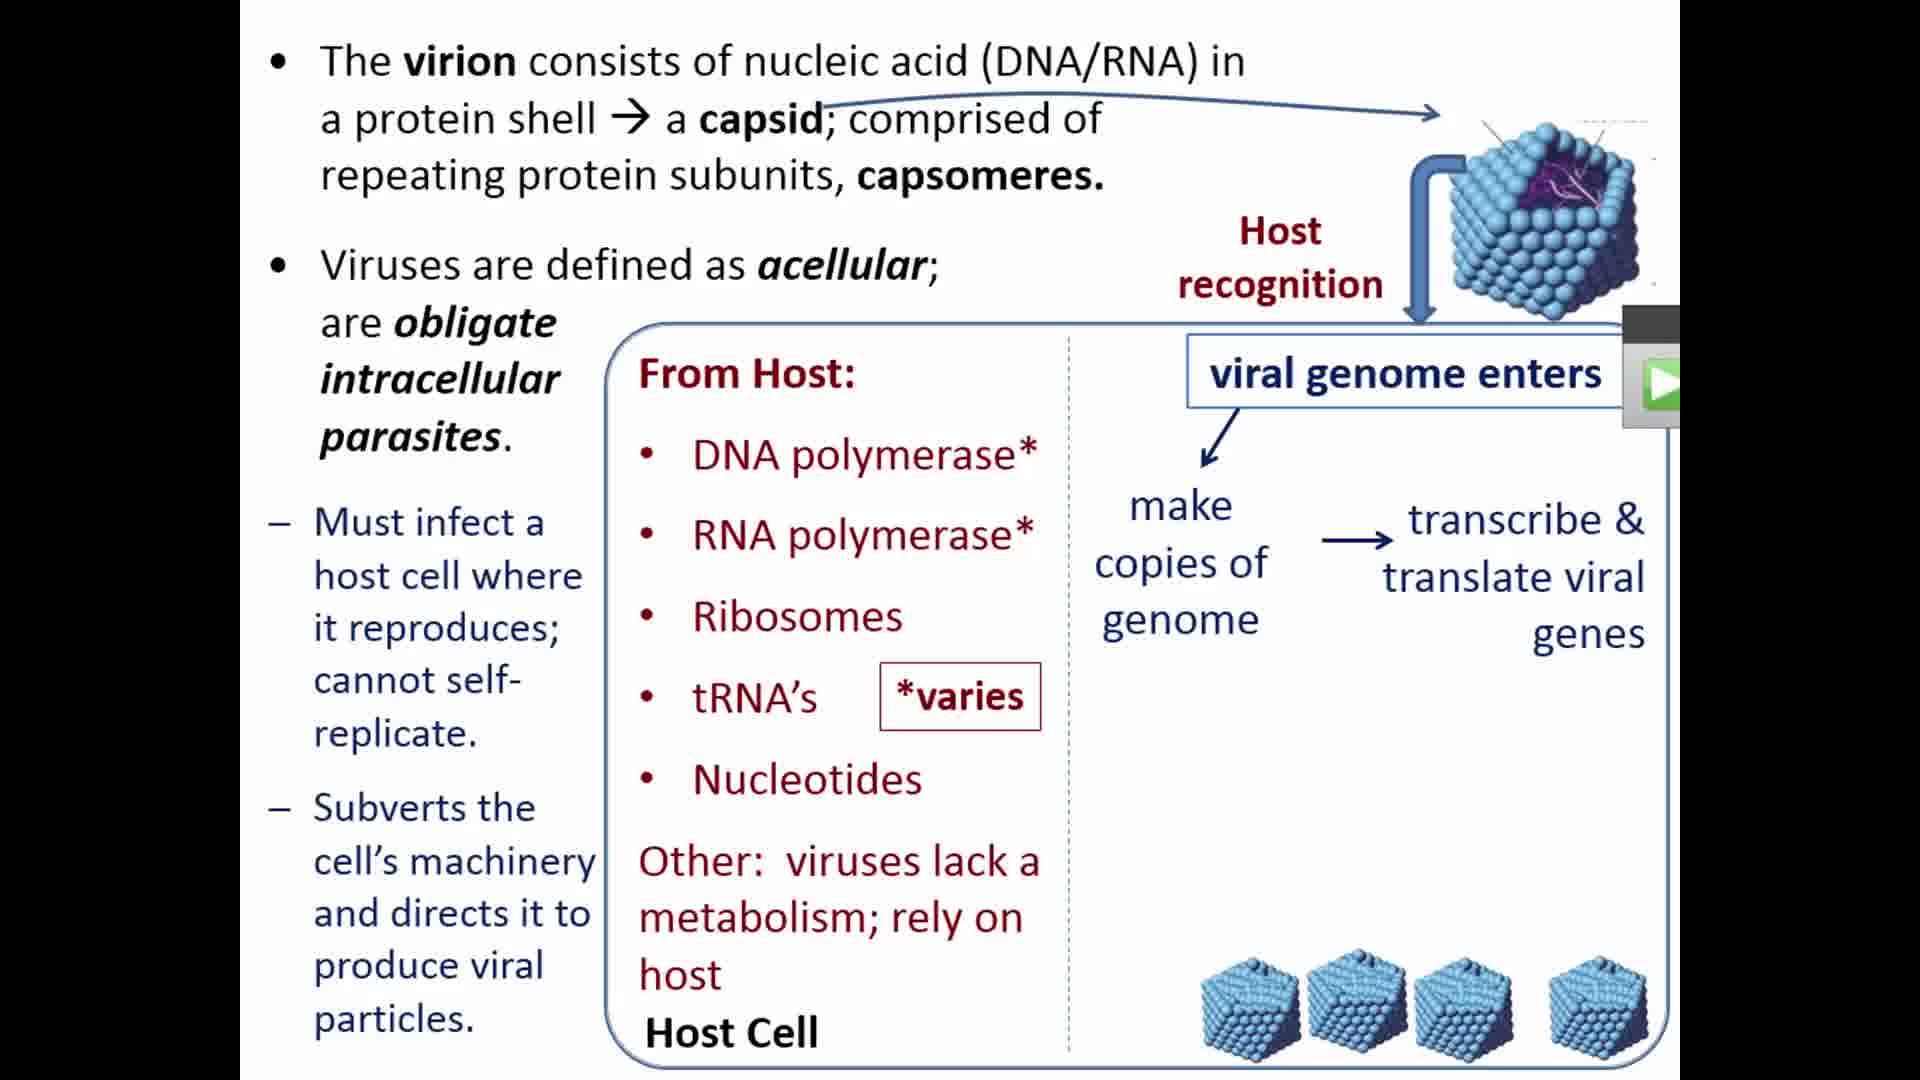 • The virion consists of nucleic acid (DNA/RNA) in
a protein shell → a capsid; comprised of
repeating protein subunits, capsomeres.
• Viruses are defined as acellular;
are obligate
intracellular
parasites.
– Must infect a
host cell where
it reproduces;
cannot self-
replicate.
– Subverts the
cell’s machinery
and directs it to
produce viral
particles.
Host
recognition
From Host:
• DNA polymerase*
• RNA polymerase*
• Ribosomes
• tRNA’s
*varies
• Nucleotides
Other: viruses lack a
metabolism; rely on
host
Host Cell
viral genome enters
make
copies of
genome
transcribe &
translate viral
genes